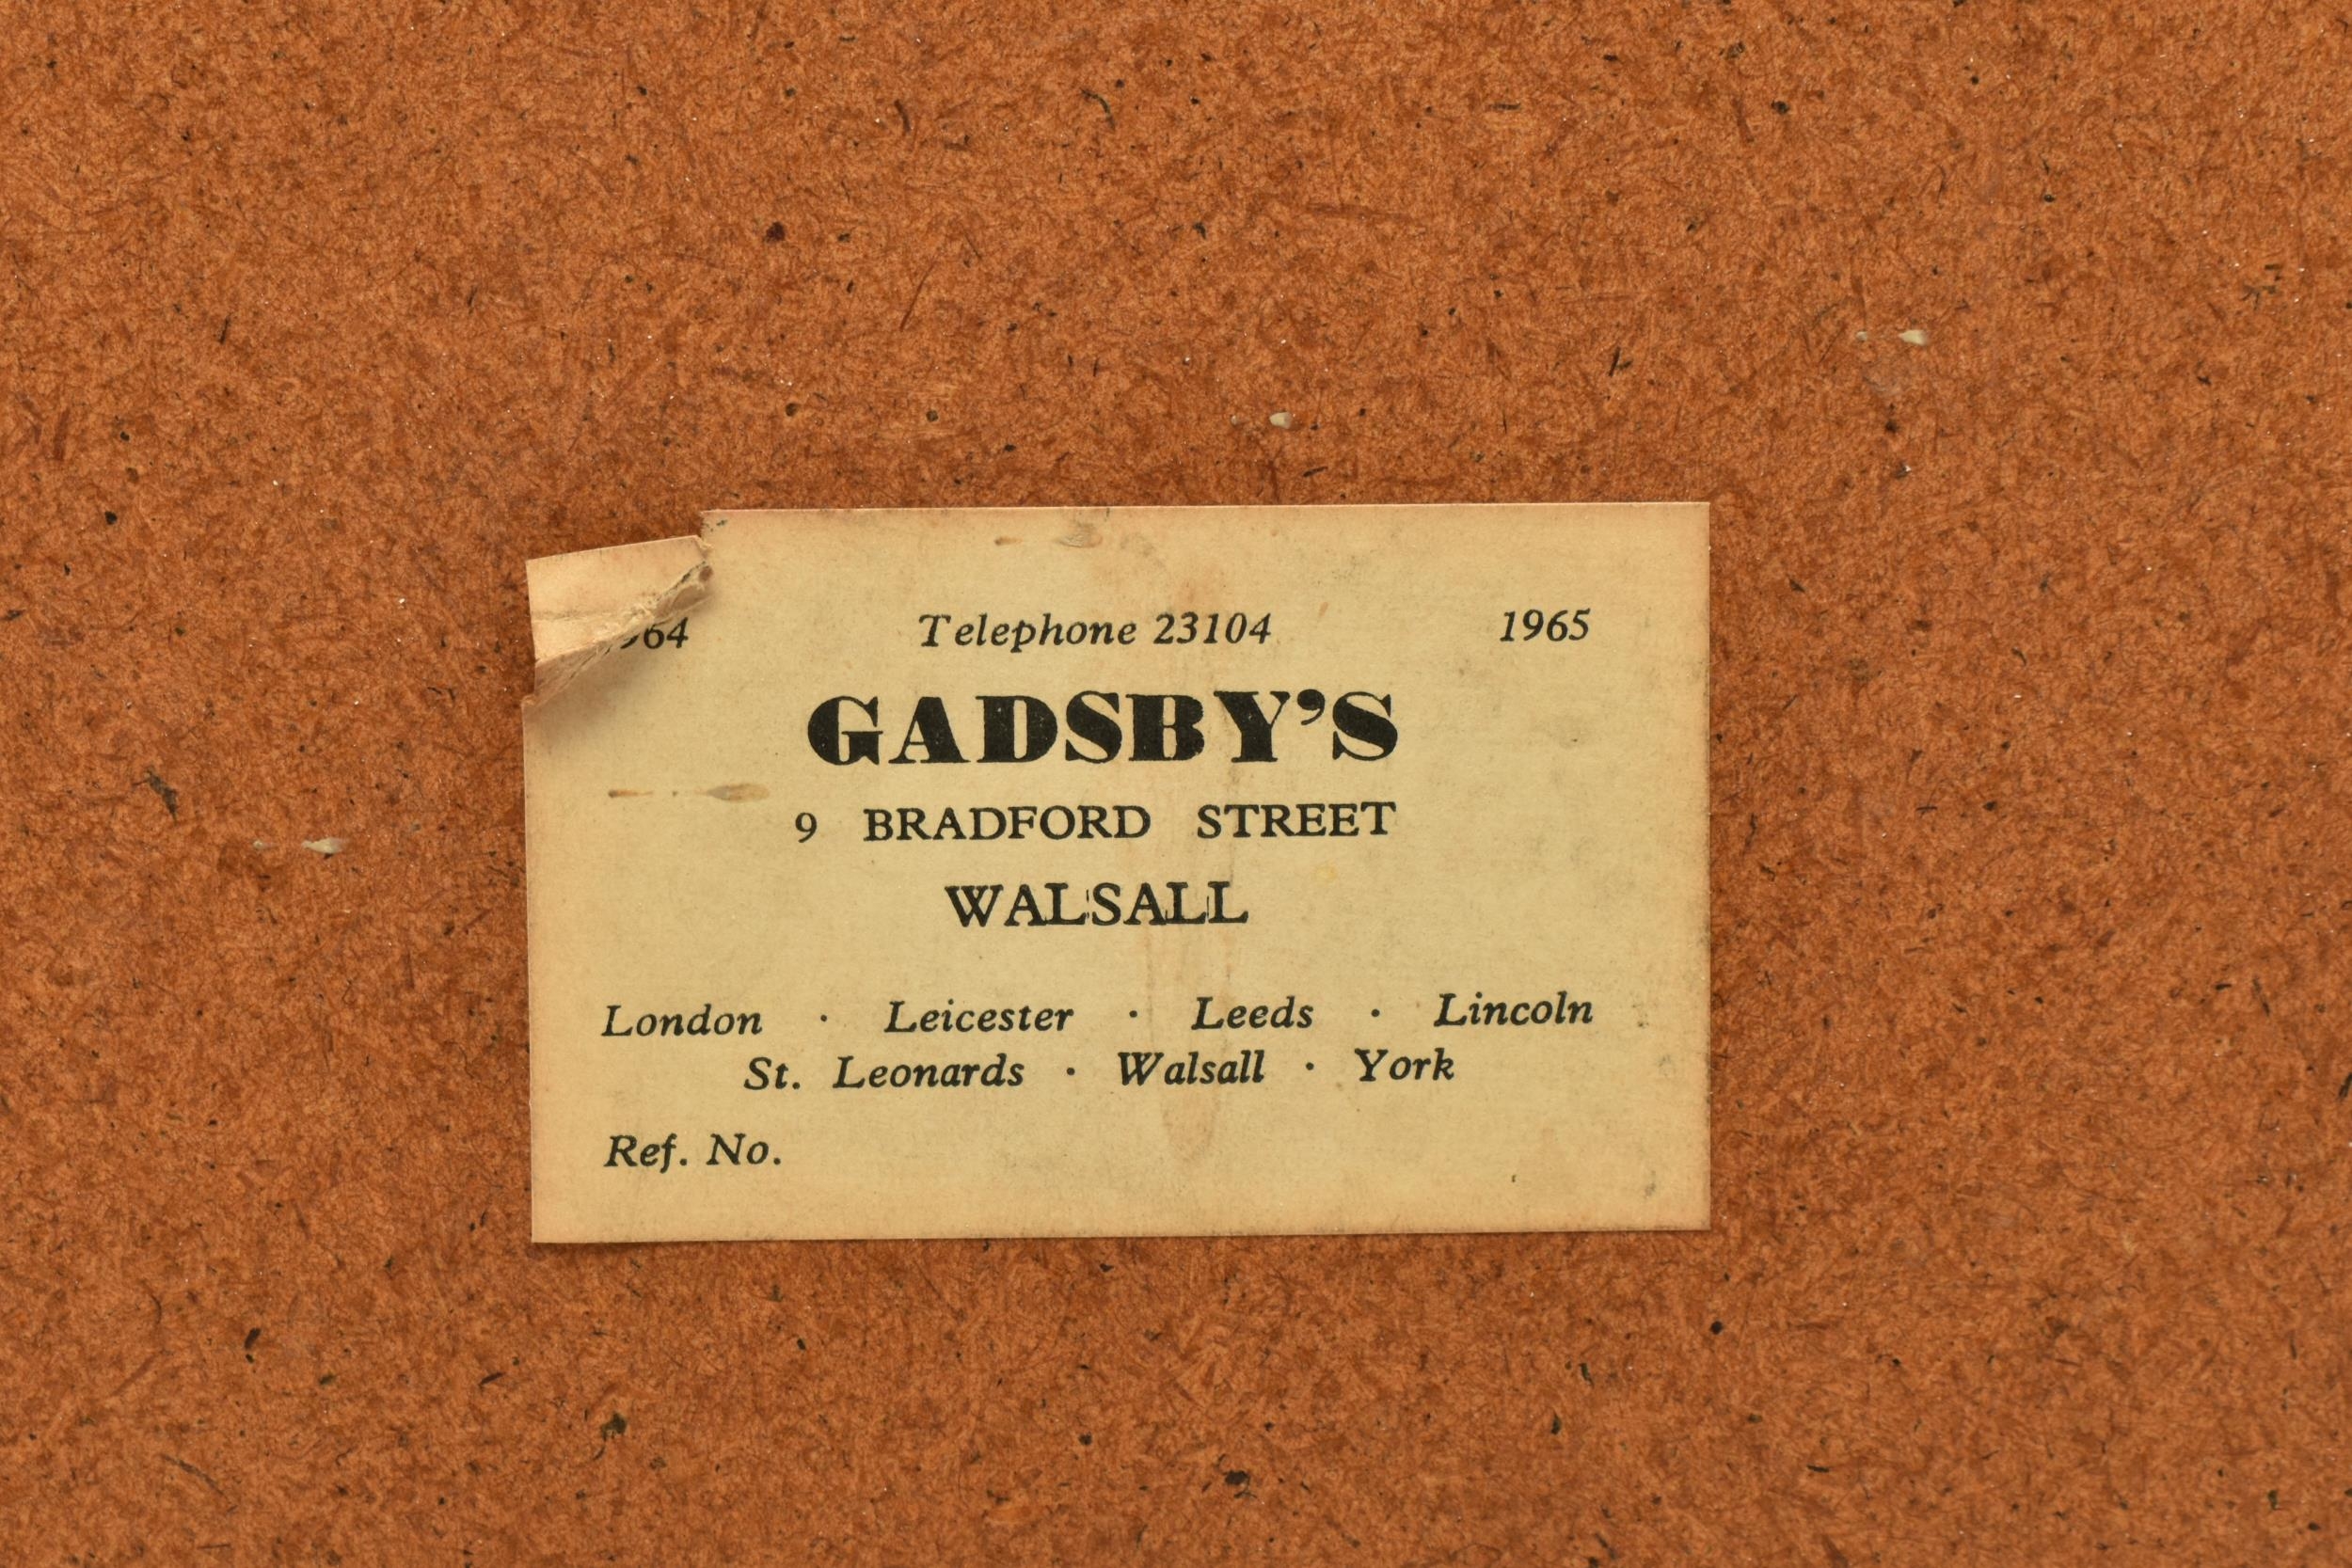 964 Telephone 23104 1965
GADSBY'S
9 BRADFORD STREET
WALSALL
London · Leicester · Leeds · Lincoln
St. Leonards · Walsall · York
Ref. No.